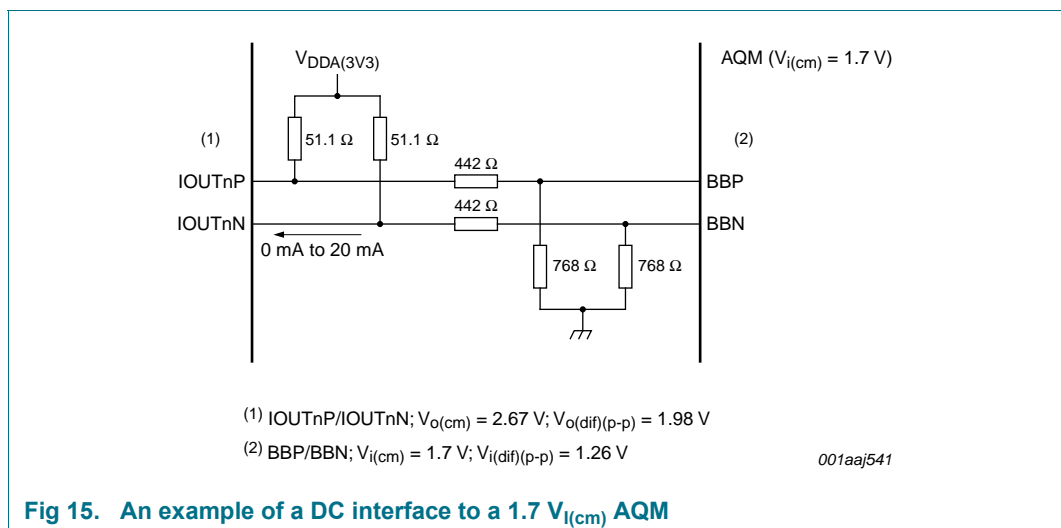 VDDA(3V3)
AQM (Vi(cm) = 1.7 V)
(1)
51.1 Ω
51.1 Ω
(2)
442 Ω
IOUTnP
BBP
442 Ω
IOUTnN
BBN
0 mA to 20 mA
768 Ω
768 Ω
(1) IOUTnP/IOUTnN; Vo(cm) = 2.67 V; Vo(dif)(p-p) = 1.98 V
(2) BBP/BBN; Vi(cm) = 1.7 V; Vi(dif)(p-p) = 1.26 V
001aaj541
Fig 15. An example of a DC interface to a 1.7 VI(cm) AQM